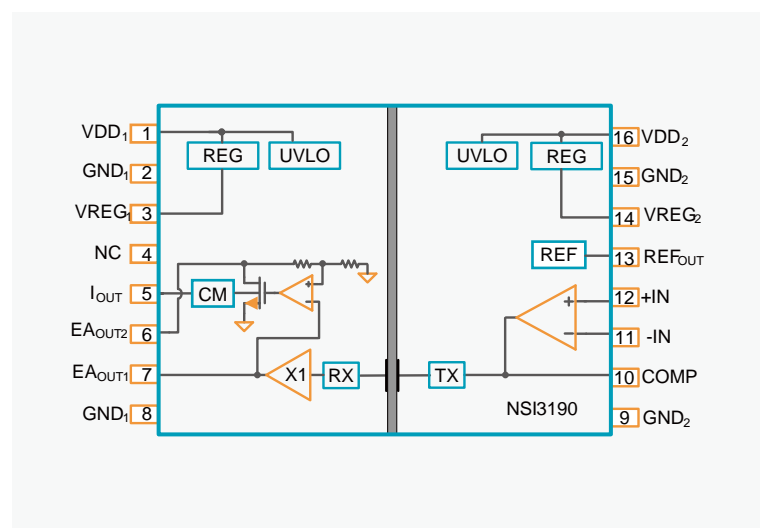 VDD₁ 1
GND₁ 2
VREG₁ 3
NC 4
IOUT 5
EAOUT2 6
EAOUT1 7
GND₁ 8
REG
UVLO
CM
+
−
X1
RX
UVLO
REG
REF
+
−
TX
NSI3190
16 VDD₂
15 GND₂
14 VREG₂
13 REFOUT
12 +IN
11 -IN
10 COMP
9 GND₂